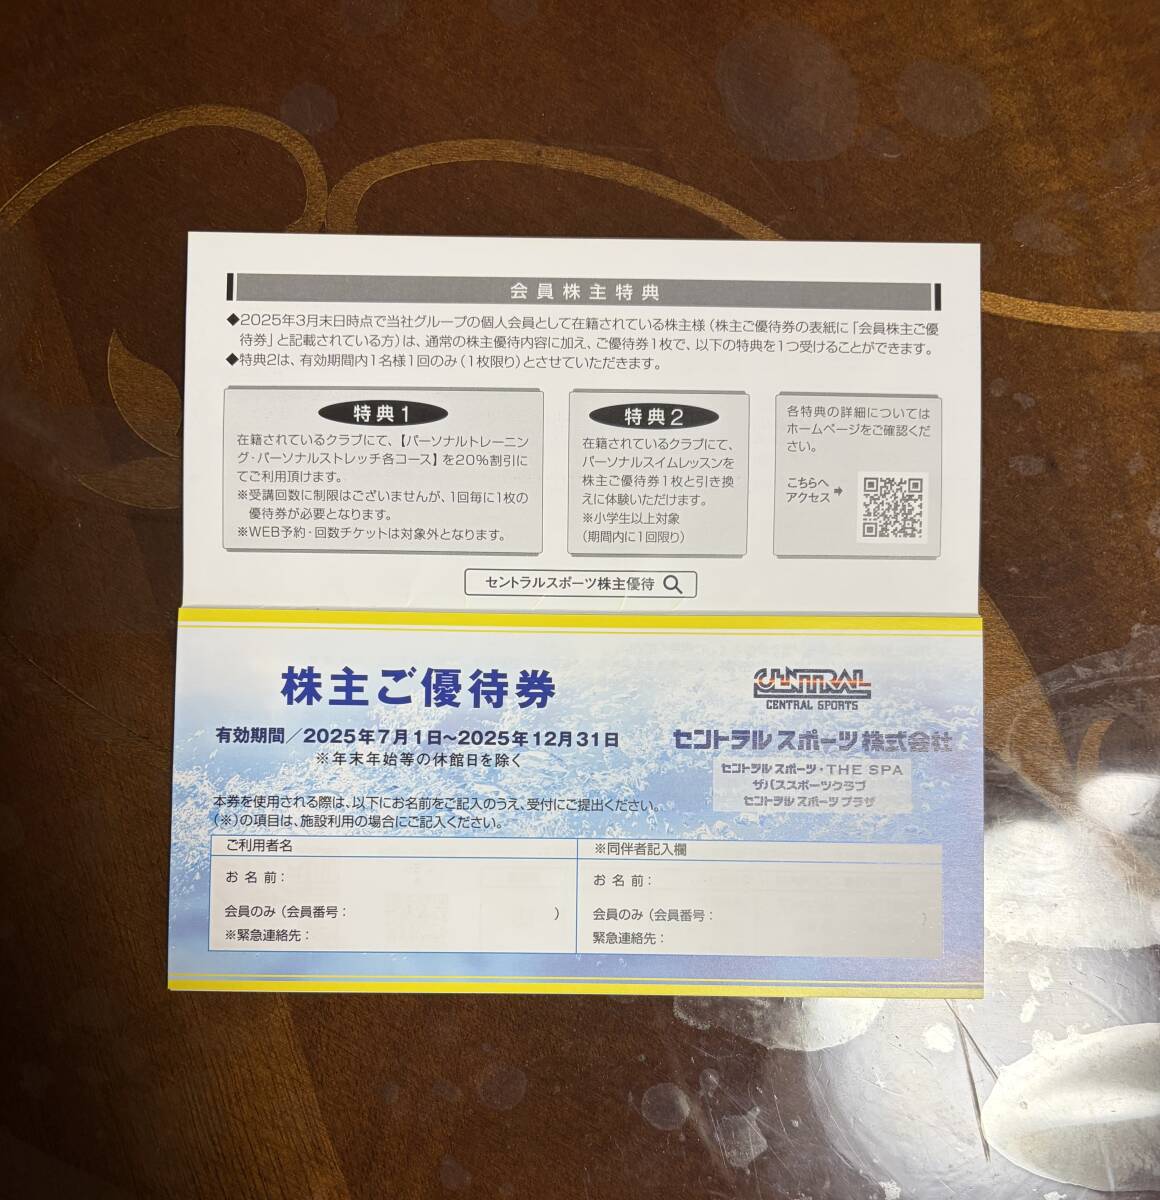 会員株主特典
◆2025年3月末日時点で当社グループの個人会員として在籍されている株主様（株主ご優待券の表紙に「会員株主ご優
待券」と記載されている方）は、通常の株主優待内容に加え、ご優待券1枚で、以下の特典を1つ受けることができます。
◆特典2は、有効期間内1名様1回のみ（1枚限り）とさせていただきます。
特典1
在籍されているクラブにて、【パーソナルトレーニン
グ・パーソナルストレッチ各コース】を20%割引に
てご利用頂けます。
※受講回数に制限はございませんが、1回毎に1枚の
優待券が必要となります。
※WEB予約・回数チケットは対象外となります。
特典2
在籍されているクラブにて、
パーソナルスイムレッスンを
株主ご優待券1枚と引き換
えに体験いただけます。
※小学生以上対象
（期間内に1回限り）
各特典の詳細については
ホームページをご確認くだ
さい。
こちらへ
アクセス➡
セントラルスポーツ株主優待
株主ご優待券
有効期間／2025年7月1日~2025年12月31日
※年末年始等の休館日を除く
CENTRAL
CENTRAL SPORTS
セントラルスポーツ株式会社
セントラルスポーツ・THE SPA
ザバススポーツクラブ
セントラルスポーツプラザ
本券を使用される際は、以下にお名前をご記入のうえ、受付にご提出ください。
（※）の項目は、施設利用の場合にご記入ください。
ご利用者名
お名前：
会員のみ（会員番号：　）
※緊急連絡先：
※同伴者記入欄
お名前：
会員のみ（会員番号：　）
緊急連絡先：